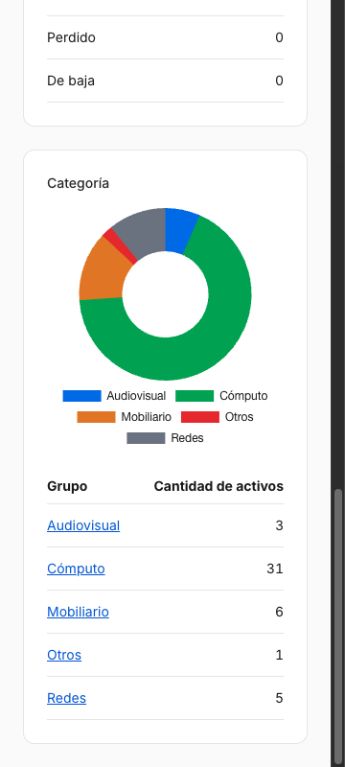 Perdido 0
De baja 0
Categoría
Audiovisual Cómputo
Mobiliario Otros
Redes
Grupo Cantidad de activos
Audiovisual 3
Cómputo 31
Mobiliario 6
Otros 1
Redes 5